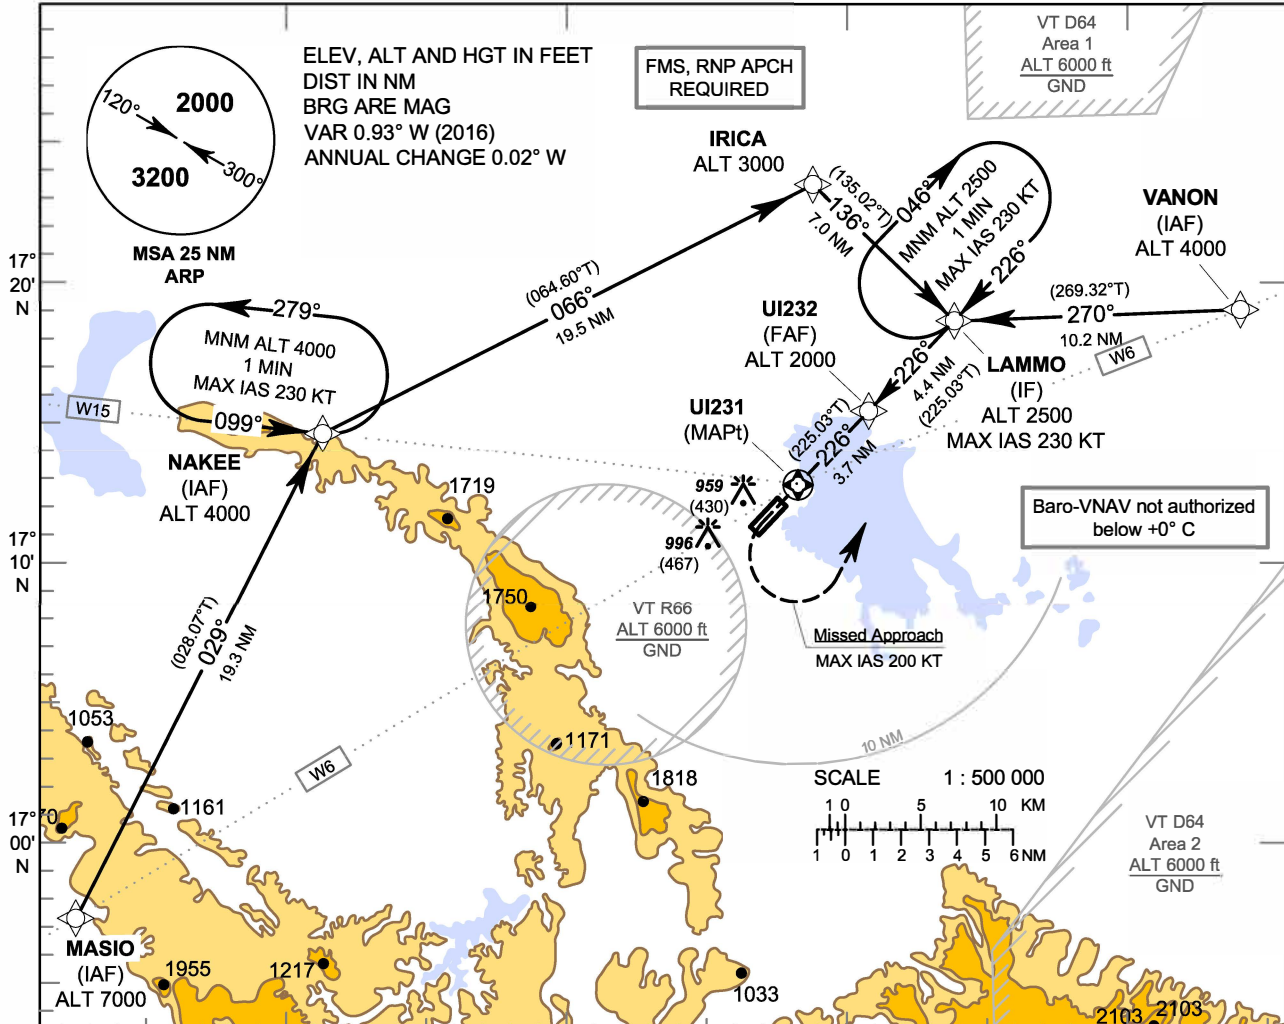 VT D64
Area 1
ALT 6000 ft
GND
ELEV, ALT AND HGT IN FEET
DIST IN NM
BRG ARE MAG
VAR 0.93° W (2016)
ANNUAL CHANGE 0.02° W
FMS, RNP APCH
REQUIRED
120°
2000
3200
300°
MSA 25 NM
ARP
IRICA
ALT 3000
(135.02°T)
136°
7.0 NM
046°
MNM ALT 2500
1 MIN
MAX IAS 230 KT
226°
VANON
(IAF)
ALT 4000
17°
20'
N
(064.60°T)
066°
19.5 NM
(269.32°T)
270°
10.2 NM
W6
279°
MNM ALT 4000
1 MIN
MAX IAS 230 KT
099°
W15
UI232
(FAF)
ALT 2000
226°
4.4 NM
(225.03°T)
LAMMO
(IF)
ALT 2500
MAX IAS 230 KT
UI231
(MAPt)
(225.03°T)
226°
3.7 NM
NAKEE
(IAF)
ALT 4000
1719
959
(430)
996
(467)
Baro-VNAV not authorized
below +0° C
17°
10'
N
1750
VT R66
ALT 6000 ft
GND
Missed Approach
MAX IAS 200 KT
(028.07°T)
029°
19.3 NM
1053
1171
10 NM
W6
1818
SCALE
1 : 500 000
1 0 5 10 KM
1 0 1 2 3 4 5 6 NM
1161
70
17°
00'
N
VT D64
Area 2
ALT 6000 ft
GND
MASIO
(IAF)
ALT 7000
1955
1217
1033
2103
2103